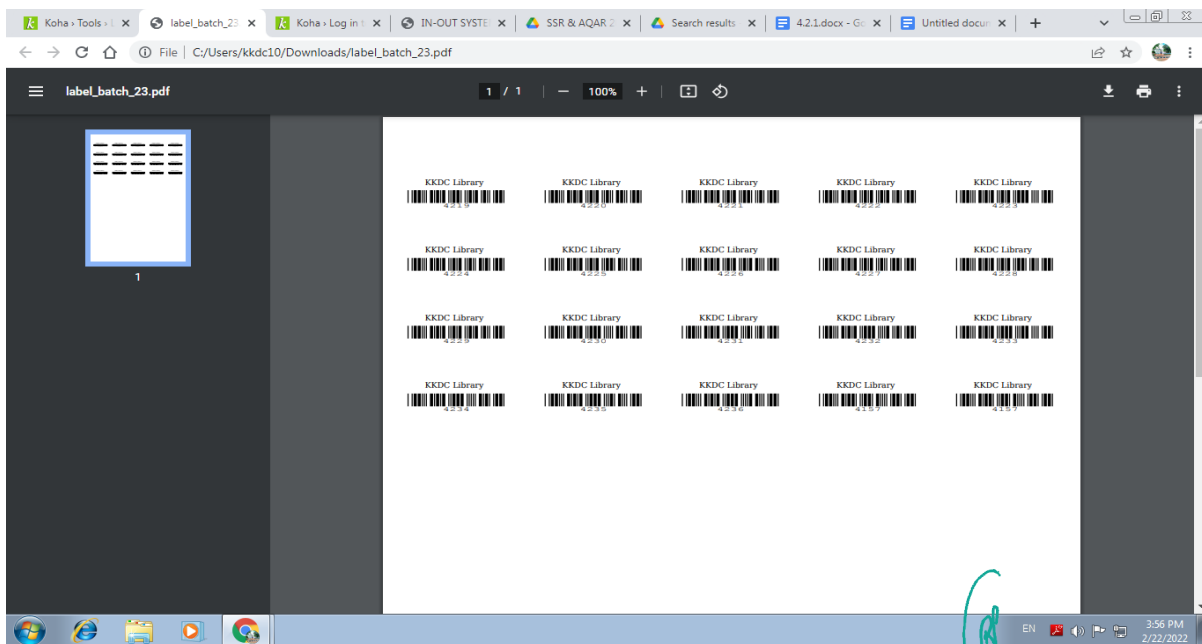 Koha › Tools › L
label_batch_23
Koha › Log in t
IN-OUT SYSTE
SSR & AQAR 2
Search results
4.2.1.docx - Go
Untitled docum
File | C:/Users/kkdc10/Downloads/label_batch_23.pdf
label_batch_23.pdf
1 / 1
100%
1
KKDC Library KKDC Library KKDC Library KKDC Library KKDC Library
4219 4220 4221 4222 4223
KKDC Library KKDC Library KKDC Library KKDC Library KKDC Library
4224 4225 4226 4227 4228
KKDC Library KKDC Library KKDC Library KKDC Library KKDC Library
4229 4230 4231 4232 4233
KKDC Library KKDC Library KKDC Library KKDC Library KKDC Library
4234 4235 4236 4157 4157
EN
3:56 PM
2/22/2022